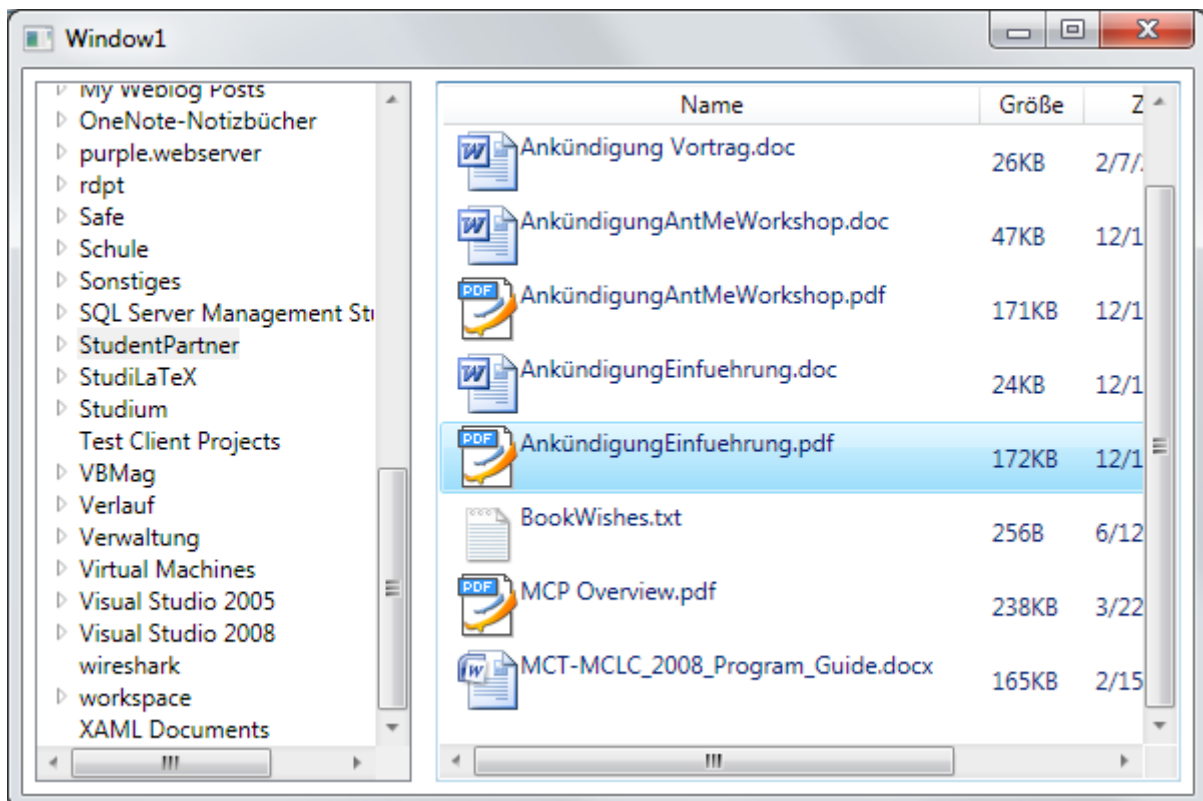 Window1
My Weblog Posts
OneNote-Notizbücher
purple.webserver
rdpt
Safe
Schule
Sonstiges
SQL Server Management Stu
StudentPartner
StudiLaTeX
Studium
Test Client Projects
VBMag
Verlauf
Verwaltung
Virtual Machines
Visual Studio 2005
Visual Studio 2008
wireshark
workspace
XAML Documents
Name Größe Z
Ankündigung Vortrag.doc 26KB 2/7/
AnkündigungAntMeWorkshop.doc 47KB 12/1
PDF AnkündigungAntMeWorkshop.pdf 171KB 12/1
AnkündigungEinfuehrung.doc 24KB 12/1
PDF AnkündigungEinfuehrung.pdf 172KB 12/1
BookWishes.txt 256B 6/12
PDF MCP Overview.pdf 238KB 3/22
MCT-MCLC_2008_Program_Guide.docx 165KB 2/15